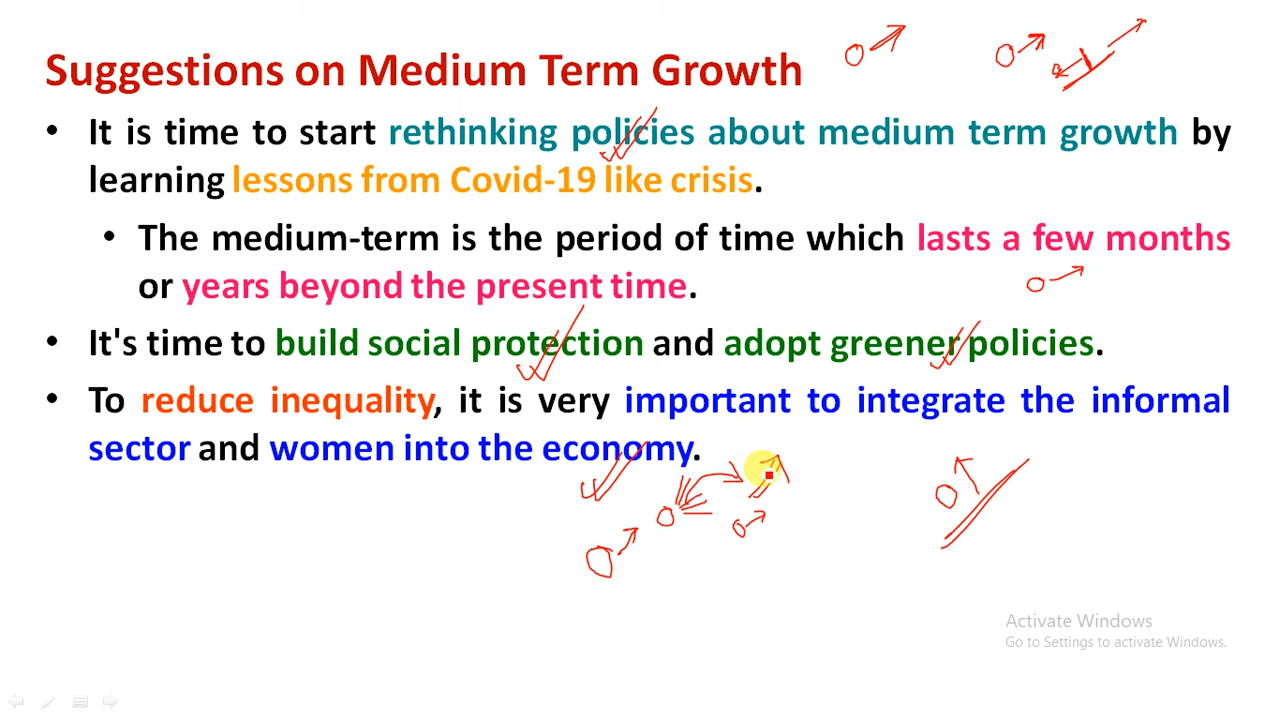 Suggestions on Medium Term Growth
• It is time to start rethinking policies about medium term growth by
learning lessons from Covid-19 like crisis.
• The medium-term is the period of time which lasts a few months
or years beyond the present time.
• It's time to build social protection and adopt greener policies.
• To reduce inequality, it is very important to integrate the informal
sector and women into the economy.
Activate Windows
Go to Settings to activate Windows.